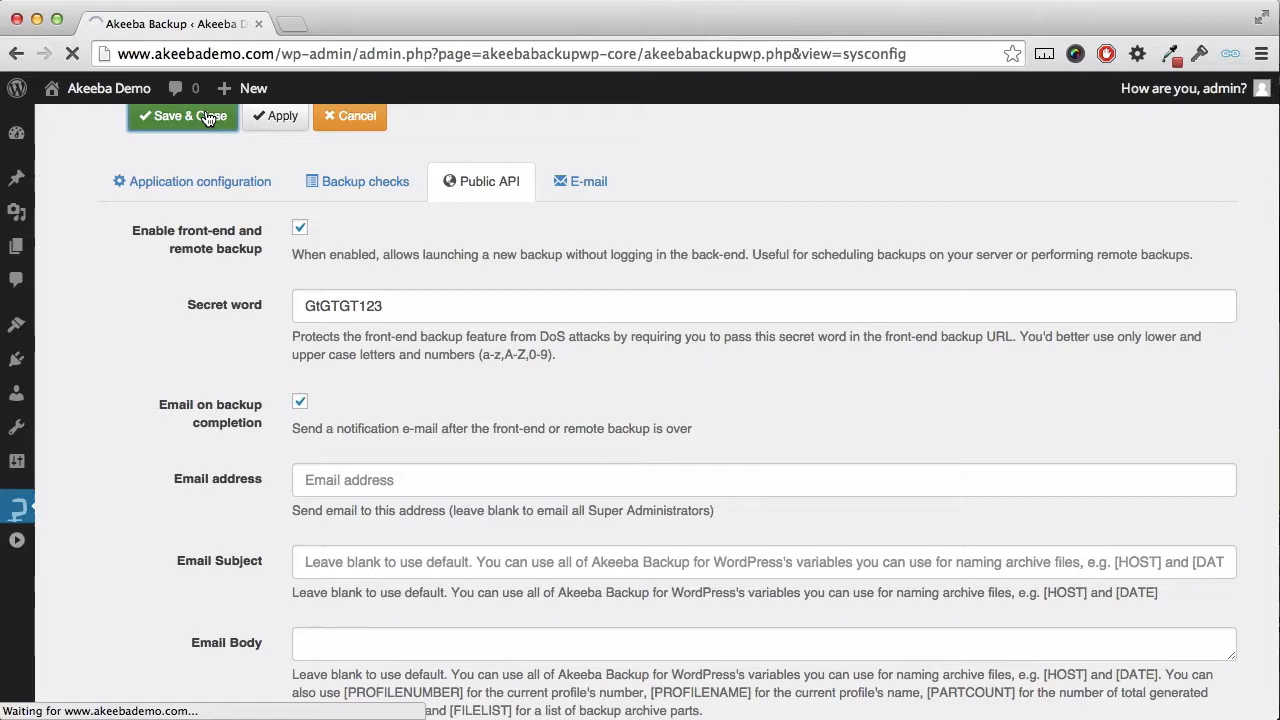 Akeeba Backup ‹ Akeeba D
www.akeebademo.com/wp-admin/admin.php?page=akeebabackupwp-core/akeebabackupwp.php&view=sysconfig
Akeeba Demo 0 New How are you, admin?
Save & Close Apply Cancel
Application configuration Backup checks Public API E-mail
Enable front-end and
remote backup
When enabled, allows launching a new backup without logging in the back-end. Useful for scheduling backups on your server or performing remote backups.
Secret word GtGTGT123
Protects the front-end backup feature from DoS attacks by requiring you to pass this secret word in the front-end backup URL. You'd better use only lower and
upper case letters and numbers (a-z,A-Z,0-9).
Email on backup
completion
Send a notification e-mail after the front-end or remote backup is over
Email address Email address
Send email to this address (leave blank to email all Super Administrators)
Email Subject Leave blank to use default. You can use all of Akeeba Backup for WordPress's variables you can use for naming archive files, e.g. [HOST] and [DAT
Leave blank to use default. You can use all of Akeeba Backup for WordPress's variables you can use for naming archive files, e.g. [HOST] and [DATE]
Email Body
Leave blank to use default. You can use all of Akeeba Backup for WordPress's variables you can use for naming archive files, e.g. [HOST] and [DATE]. You can
also use [PROFILENUMBER] for the current profile's number, [PROFILENAME] for the current profile's name, [PARTCOUNT] for the number of total generated
and [FILELIST] for a list of backup archive parts.
Waiting for www.akeebademo.com...